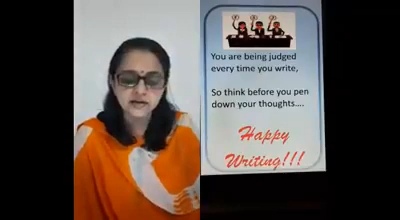 You are being judged
every time you write,
So think before you pen
down your thoughts....
Happy
Writing!!!